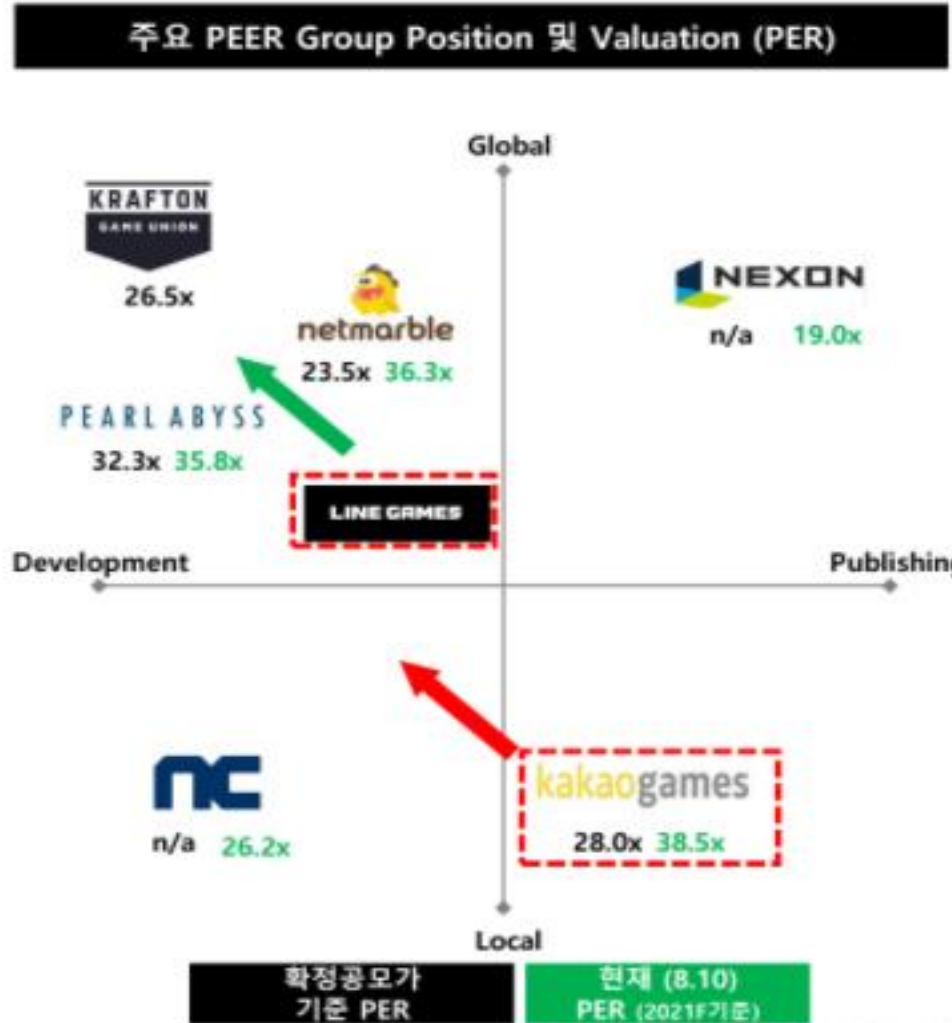 주요 PEER Group Position 및 Valuation (PER)
Global
KRAFTON
GAME UNION
26.5x
netmarble
23.5x 36.3x
NEXON
n/a 19.0x
PEARL ABYSS
32.3x 35.8x
LINE GAMES
Development
Publishing
nc
n/a 26.2x
kakaogames
28.0x 38.5x
Local
확정공모가
기준 PER
현재 (8.10)
PER (2021F기준)